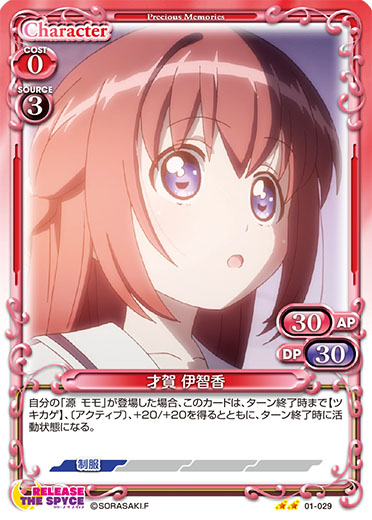 Precious Memories
Character
COST
0
SOURCE
3
30 AP
DP 30
才賀 伊智香
自分の「源 モモ」が登場した場合、このカードは、ターン終了時まで【ツ
キカゲ】、〔アクティブ〕、+20/+20を得るとともに、ターン終了時に活
動状態になる。
制服
RELEASE
THE SPYCE
©SORASAKI.F
01-029